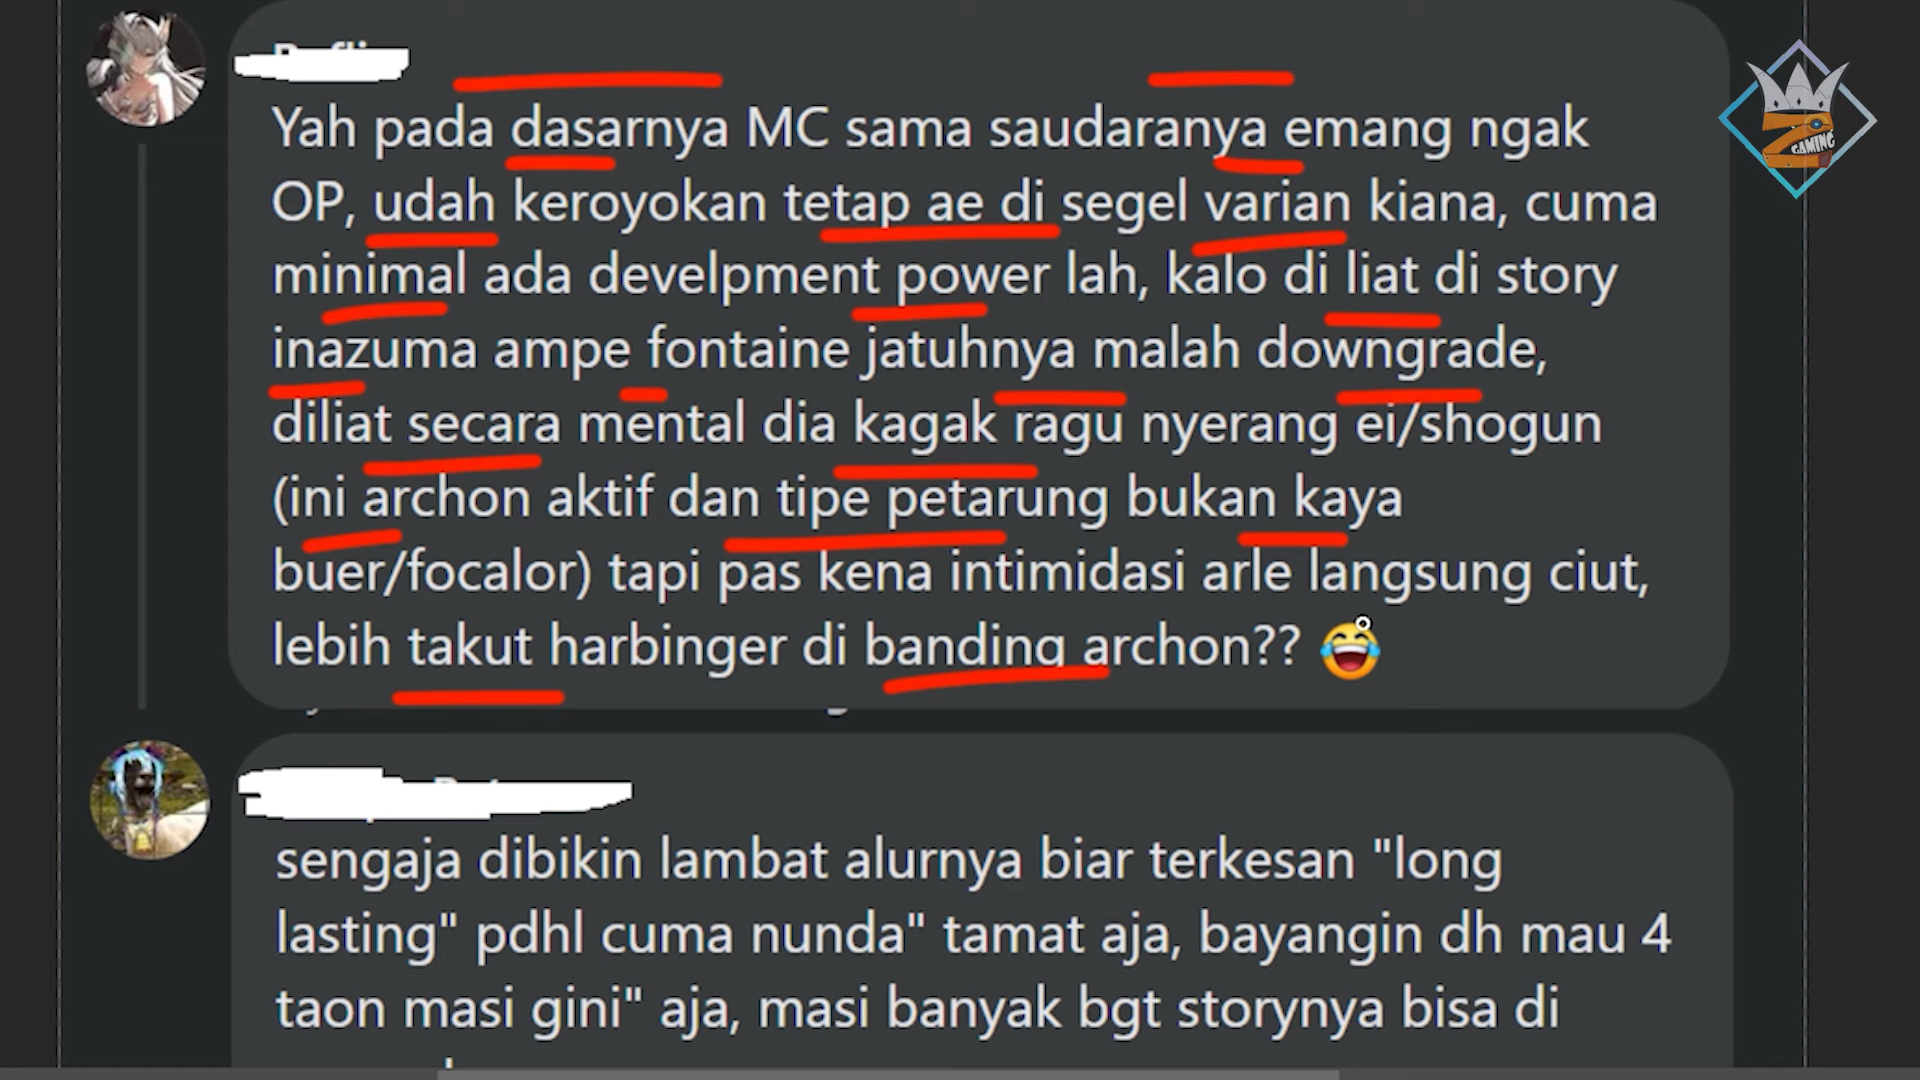 Yah pada dasarnya MC sama saudaranya emang ngak
OP, udah keroyokan tetap ae di segel varian kiana, cuma
minimal ada develpment power lah, kalo di liat di story
inazuma ampe fontaine jatuhnya malah downgrade,
diliat secara mental dia kagak ragu nyerang ei/shogun
(ini archon aktif dan tipe petarung bukan kaya
buer/focalor) tapi pas kena intimidasi arle langsung ciut,
lebih takut harbinger di banding archon?? 😂
sengaja dibikin lambat alurnya biar terkesan "long
lasting" pdhl cuma nunda" tamat aja, bayangin dh mau 4
taon masi gini" aja, masi banyak bgt storynya bisa di
Z GAMING